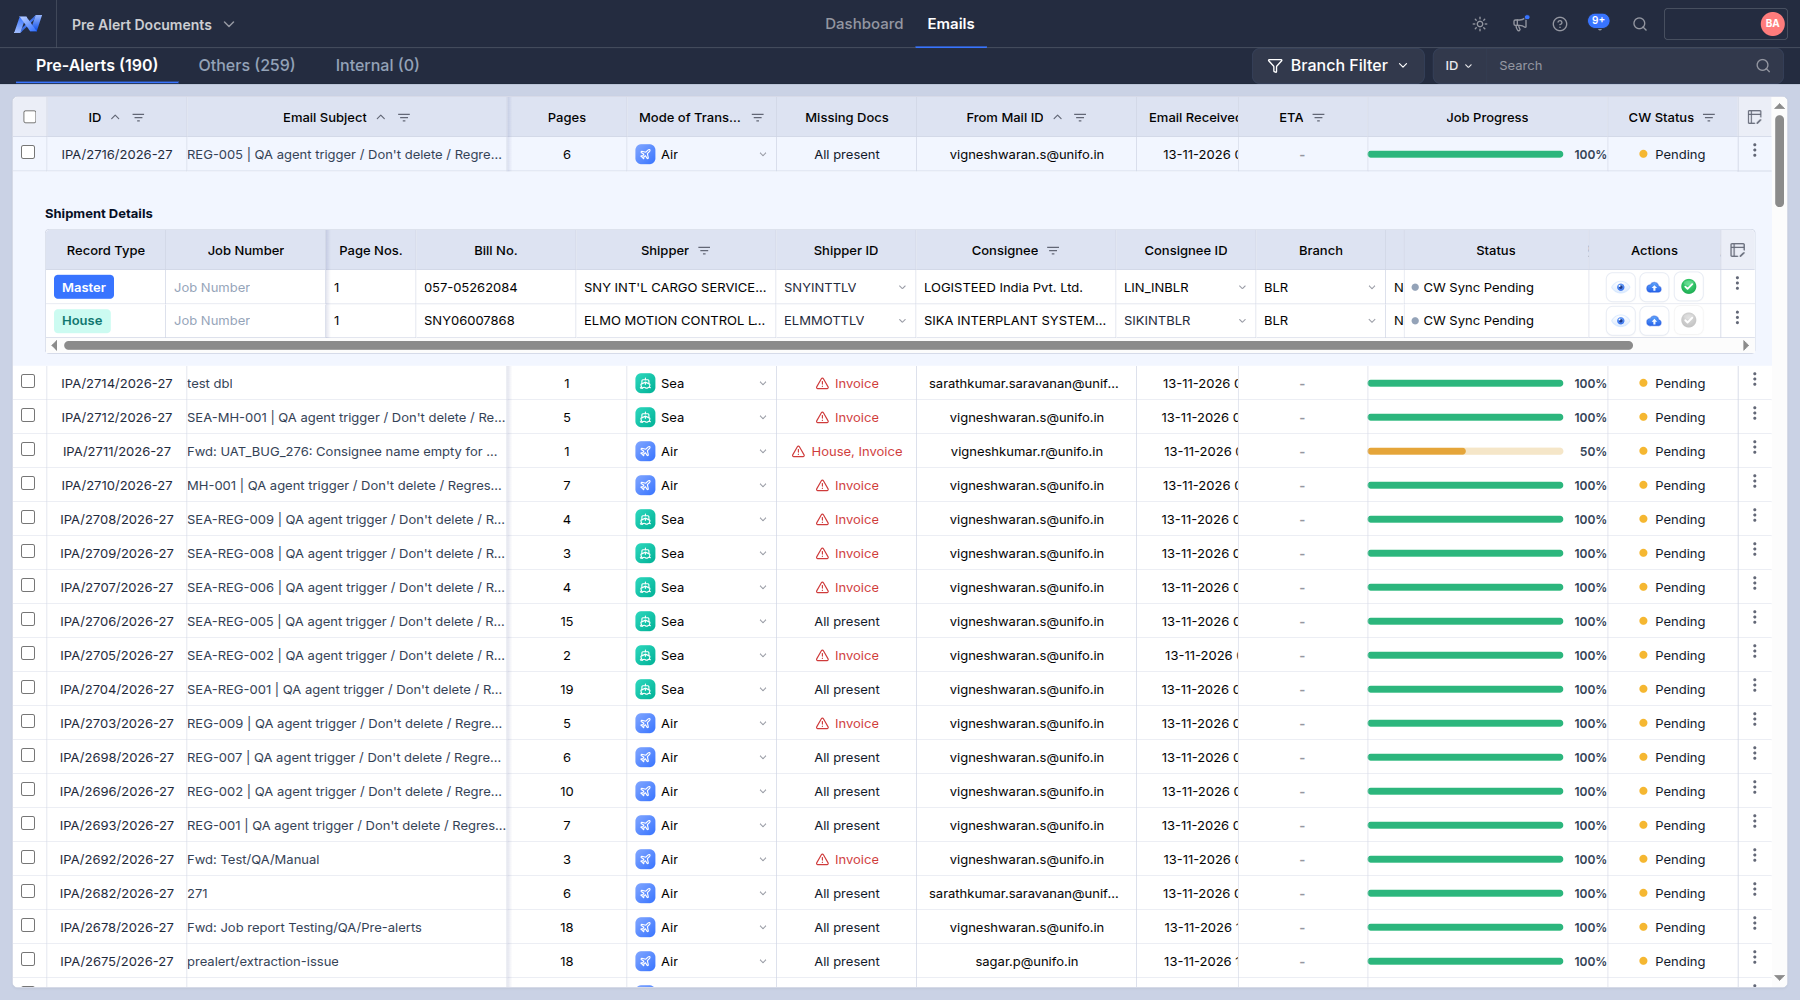 Pre Alert Documents Dashboard Emails 9+ BA
Pre-Alerts (190) Others (259) Internal (0) Branch Filter ID Search
ID Email Subject Pages Mode of Trans... Missing Docs From Mail ID Email Received ETA Job Progress CW Status
IPA/2716/2026-27 REG-005 | QA agent trigger / Don't delete / Regre... 6 Air All present vigneshwaran.s@unifo.in 13-11-2026 - 100% Pending
Shipment Details
Record Type Job Number Page Nos. Bill No. Shipper Shipper ID Consignee Consignee ID Branch Status Actions
Master Job Number 1 057-05262084 SNY INT'L CARGO SERVICE... SNYINTTLV LOGISTEED India Pvt. Ltd. LIN_INBLR BLR N CW Sync Pending
House Job Number 1 SNY06007868 ELMO MOTION CONTROL L... ELMMOTTLV SIKA INTERPLANT SYSTEM... SIKINTBLR BLR N CW Sync Pending
IPA/2714/2026-27 test dbl 1 Sea Invoice sarathkumar.saravanan@unif... 13-11-2026 - 100% Pending
IPA/2712/2026-27 SEA-MH-001 | QA agent trigger / Don't delete / Re... 5 Sea Invoice vigneshwaran.s@unifo.in 13-11-2026 - 100% Pending
IPA/2711/2026-27 Fwd: UAT_BUG_276: Consignee name empty for ... 1 Air House, Invoice vigneshkumar.r@unifo.in 13-11-2026 - 50% Pending
IPA/2710/2026-27 MH-001 | QA agent trigger / Don't delete / Regres... 7 Air Invoice vigneshwaran.s@unifo.in 13-11-2026 - 100% Pending
IPA/2708/2026-27 SEA-REG-009 | QA agent trigger / Don't delete / R... 4 Sea Invoice vigneshwaran.s@unifo.in 13-11-2026 - 100% Pending
IPA/2709/2026-27 SEA-REG-008 | QA agent trigger / Don't delete / R... 3 Sea Invoice vigneshwaran.s@unifo.in 13-11-2026 - 100% Pending
IPA/2707/2026-27 SEA-REG-006 | QA agent trigger / Don't delete / R... 4 Sea Invoice vigneshwaran.s@unifo.in 13-11-2026 - 100% Pending
IPA/2706/2026-27 SEA-REG-005 | QA agent trigger / Don't delete / R... 15 Sea All present vigneshwaran.s@unifo.in 13-11-2026 - 100% Pending
IPA/2705/2026-27 SEA-REG-002 | QA agent trigger / Don't delete / R... 2 Sea Invoice vigneshwaran.s@unifo.in 13-11-2026 - 100% Pending
IPA/2704/2026-27 SEA-REG-001 | QA agent trigger / Don't delete / R... 19 Sea All present vigneshwaran.s@unifo.in 13-11-2026 - 100% Pending
IPA/2703/2026-27 REG-009 | QA agent trigger / Don't delete / Regre... 5 Air Invoice vigneshwaran.s@unifo.in 13-11-2026 - 100% Pending
IPA/2698/2026-27 REG-007 | QA agent trigger / Don't delete / Regre... 6 Air All present vigneshwaran.s@unifo.in 13-11-2026 - 100% Pending
IPA/2696/2026-27 REG-002 | QA agent trigger / Don't delete / Regre... 10 Air All present vigneshwaran.s@unifo.in 13-11-2026 - 100% Pending
IPA/2693/2026-27 REG-001 | QA agent trigger / Don't delete / Regres... 7 Air All present vigneshwaran.s@unifo.in 13-11-2026 - 100% Pending
IPA/2692/2026-27 Fwd: Test/QA/Manual 3 Air Invoice vigneshwaran.s@unifo.in 13-11-2026 - 100% Pending
IPA/2682/2026-27 271 6 Air All present sarathkumar.saravanan@unif... 13-11-2026 - 100% Pending
IPA/2678/2026-27 Fwd: Job report Testing/QA/Pre-alerts 18 Air All present vigneshwaran.s@unifo.in 13-11-2026 - 100% Pending
IPA/2675/2026-27 prealert/extraction-issue 18 Air All present sagar.p@unifo.in 13-11-2026 - 100% Pending